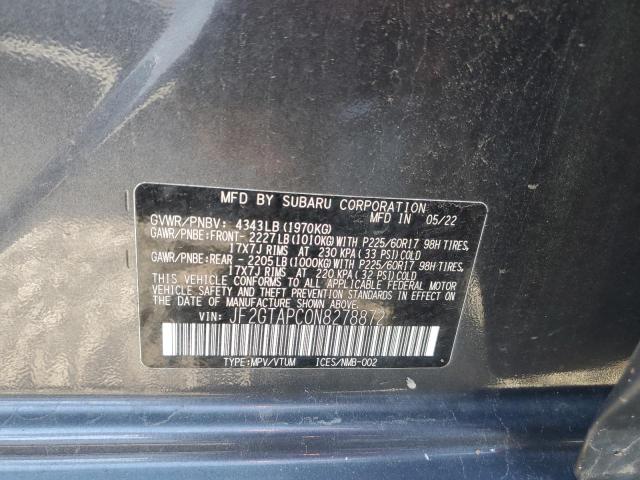 MFD BY SUBARU CORPORATION
GVWR/PNBV: 4343LB (1970KG) MFD IN 05/22
GAWR/PNBE:FRONT- 2227LB (1010KG) WITH P225/60R17 98H TIRES,
17X7J RIMS AT 230 KPA (33 PSI) COLD
GAWR/PNBE:REAR - 2205LB (1000KG) WITH P225/60R17 98H TIRES,
17X7J RIMS AT 220 KPA (32 PSI) COLD
THIS VEHICLE CONFORMS TO ALL APPLICABLE FEDERAL MOTOR
VEHICLE SAFETY STANDARDS IN EFFECT ON THE DATE OF
MANUFACTURE SHOWN ABOVE.
VIN: JF2GTAPC0N8278872
TYPE:MPV/VTUM ICES/NMB-002